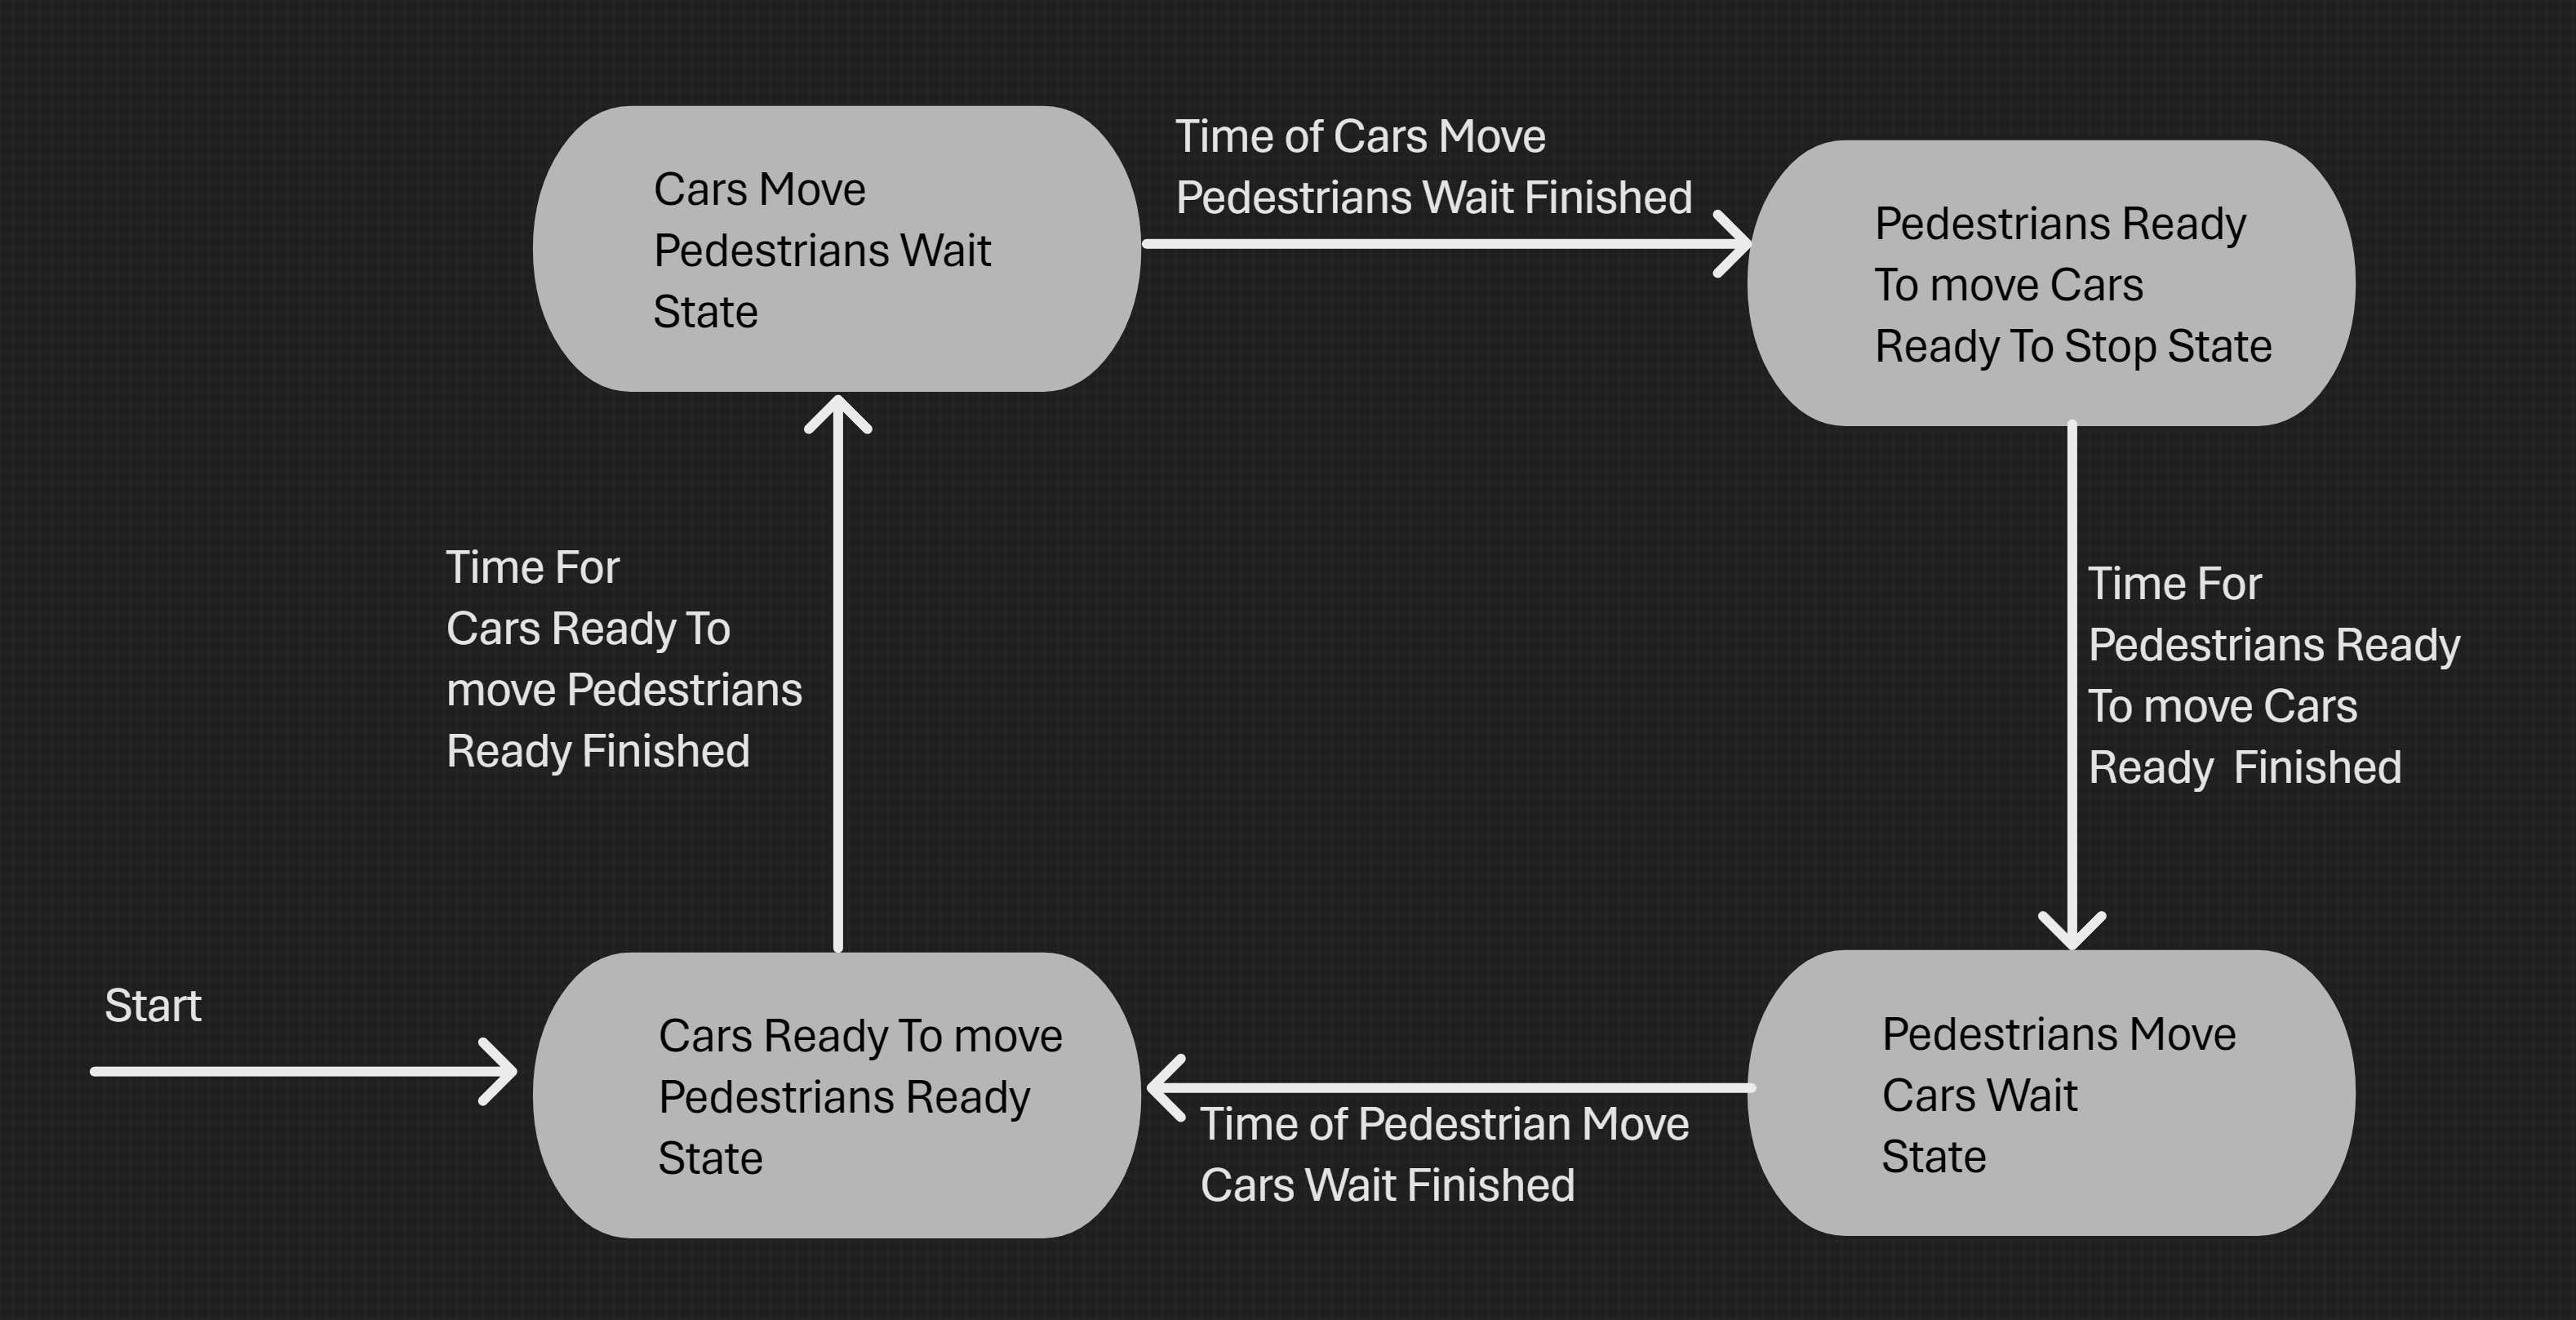 Cars Move
Pedestrians Wait
State
Time of Cars Move
Pedestrians Wait Finished
Pedestrians Ready
To move Cars
Ready To Stop State
Time For
Cars Ready To
move Pedestrians
Ready Finished
Time For
Pedestrians Ready
To move Cars
Ready  Finished
Start
Cars Ready To move
Pedestrians Ready
State
Time of Pedestrian Move
Cars Wait Finished
Pedestrians Move
Cars Wait
State